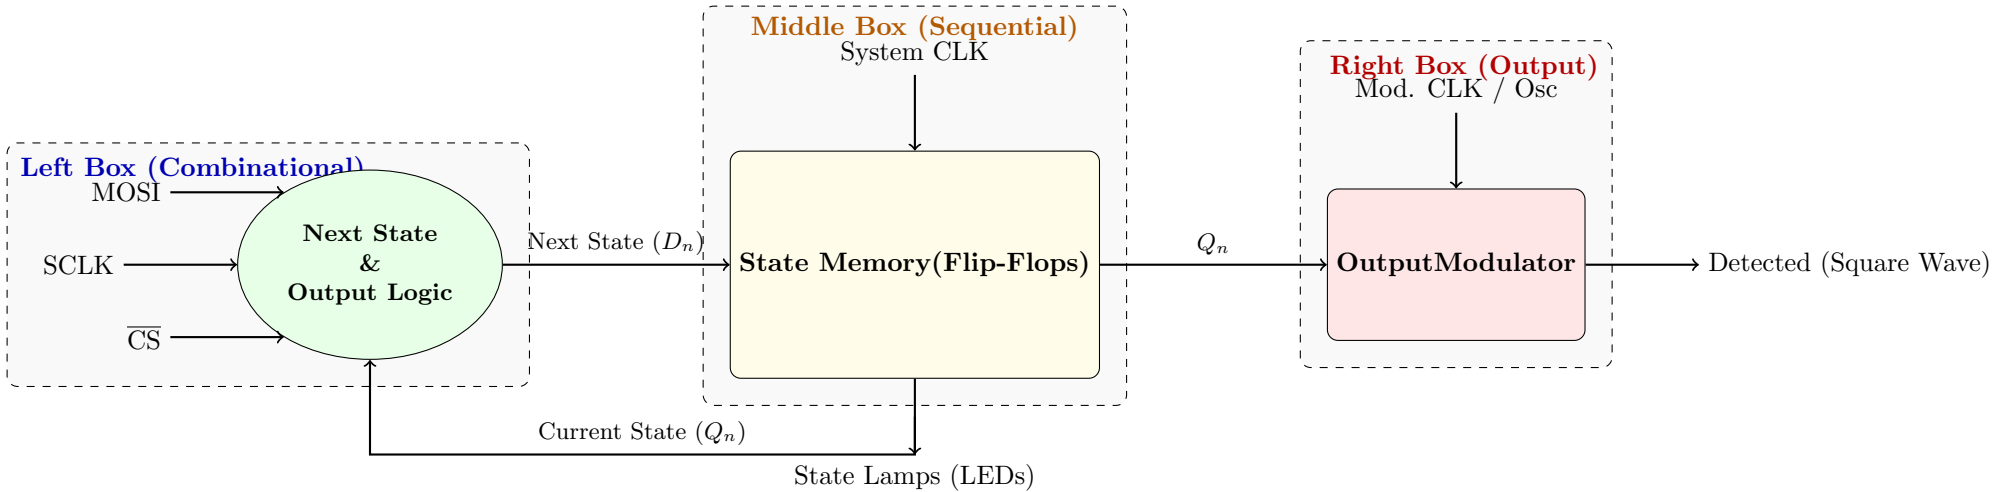 Middle Box (Sequential)
System CLK
Right Box (Output)
Mod. CLK / Osc
Left Box (Combinational)
MOSI
SCLK
C̅S̅
Next State
&
Output Logic
Next State (Dₙ)
State Memory(Flip-Flops)
Qₙ
OutputModulator
Detected (Square Wave)
Current State (Qₙ)
State Lamps (LEDs)